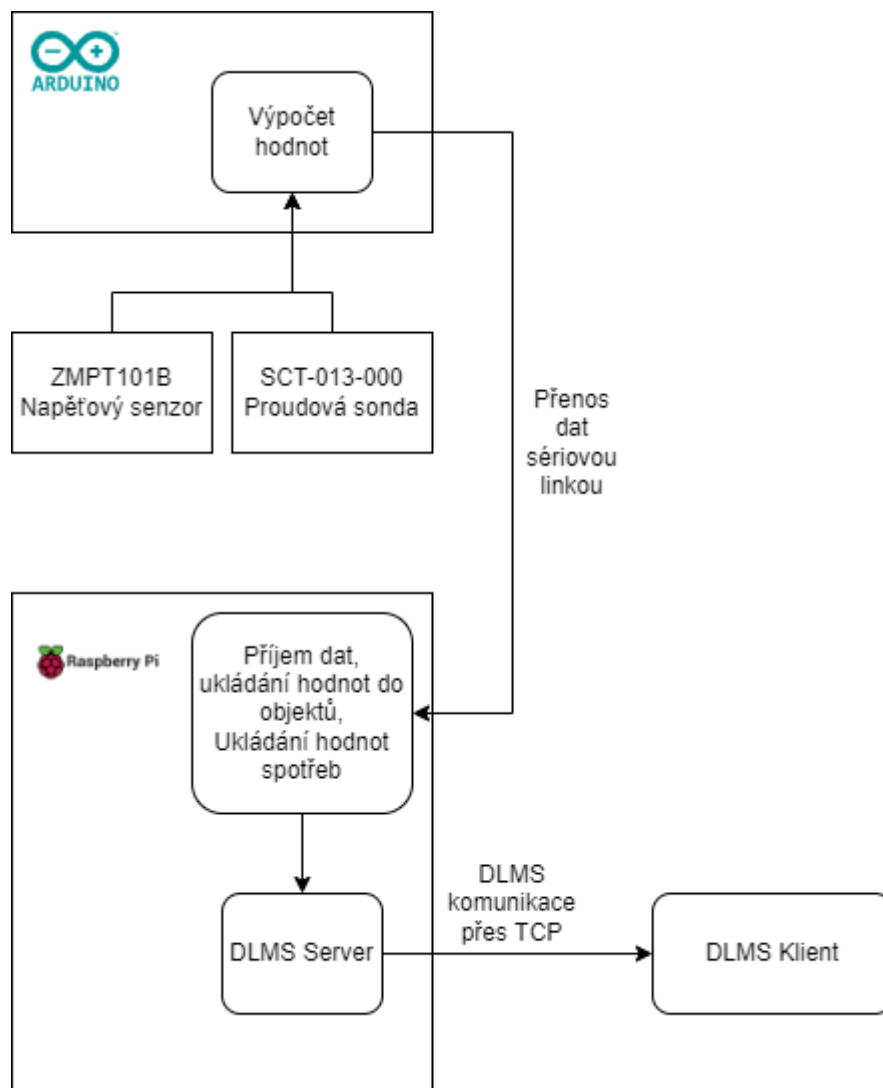 ARDUINO
Výpočet
hodnot
ZMPT101B
Napěťový senzor
SCT-013-000
Proudová sonda
Přenos
dat
sériovou
linkou
Raspberry Pi
Příjem dat,
ukládání hodnot do
objektů,
Ukládání hodnot
spotřeb
DLMS Server
DLMS
komunikace
přes TCP
DLMS Klient